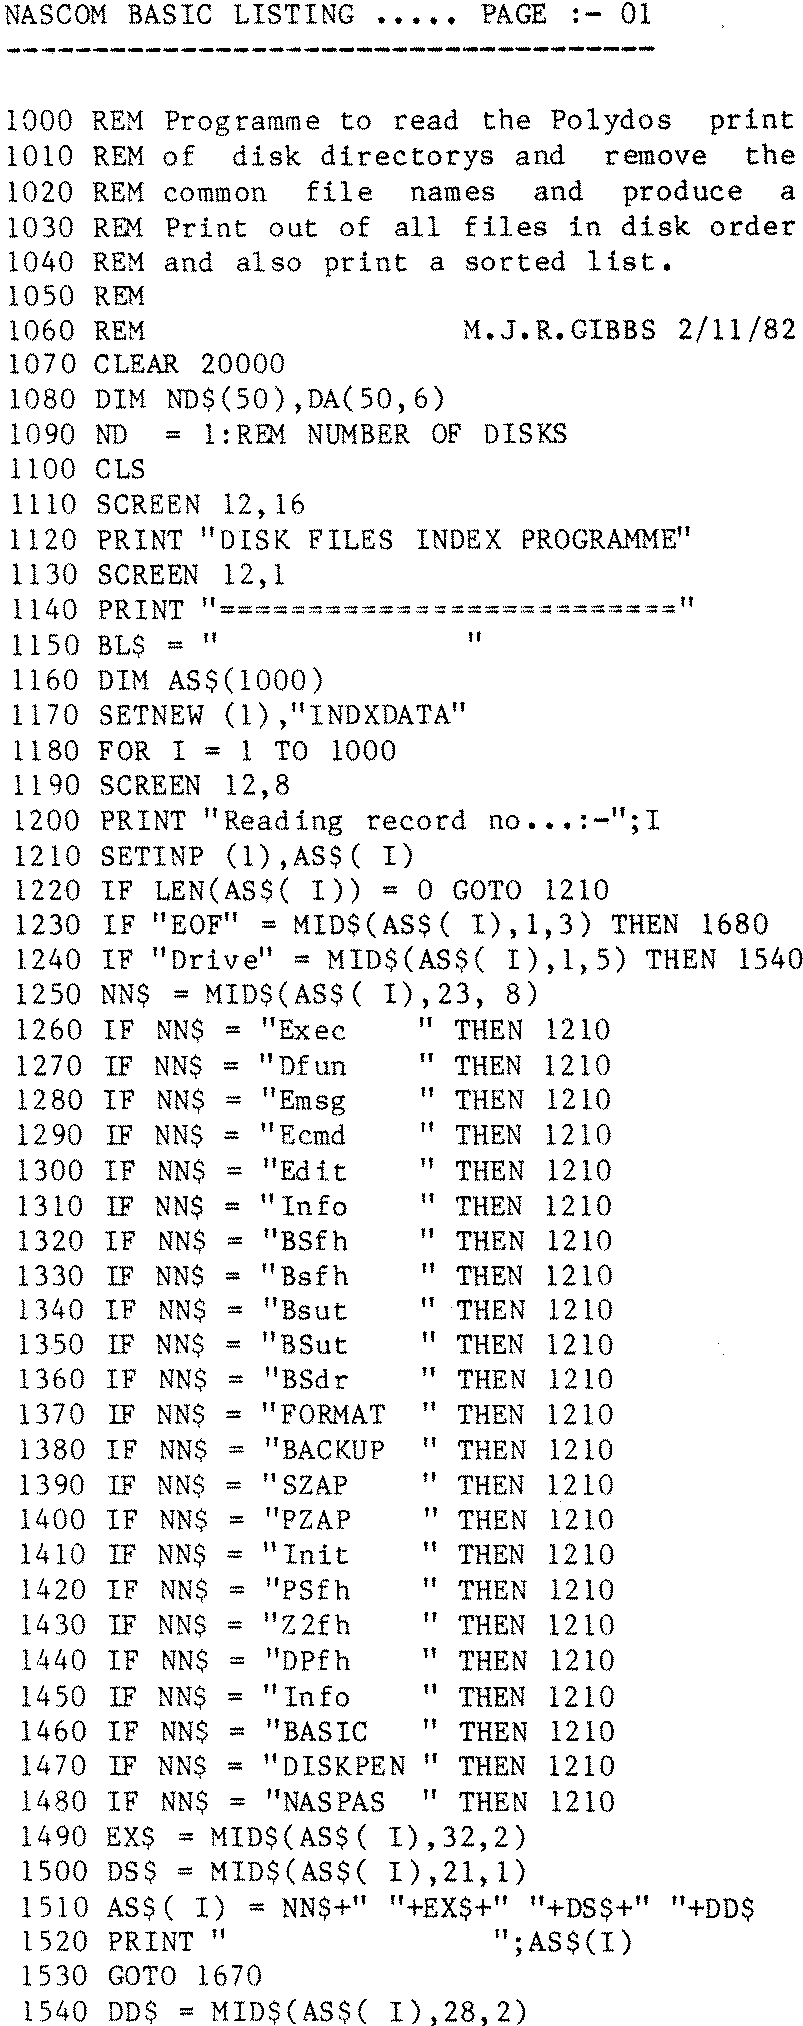 NASCOM BASIC LISTING ..... PAGE :- 01
-------------------------------------
1000 REM Programme to read the Polydos  print
1010 REM of  disk directorys and  remove  the
1020 REM common  file  names  and  produce  a
1030 REM Print out of all files in disk order
1040 REM and also print a sorted list.
1050 REM
1060 REM                  M.J.R.GIBBS 2/11/82
1070 CLEAR 20000
1080 DIM ND$(50),DA(50,6)
1090 ND  = 1:REM NUMBER OF DISKS
1100 CLS
1110 SCREEN 12,16
1120 PRINT "DISK FILES INDEX PROGRAMME"
1130 SCREEN 12,1
1140 PRINT "=========================="
1150 BL$ = "              "
1160 DIM AS$(1000)
1170 SETNEW (1),"INDXDATA"
1180 FOR I = 1 TO 1000
1190 SCREEN 12,8
1200 PRINT "Reading record no...:-";I
1210 SETINP (1),AS$( I)
1220 IF LEN(AS$( I)) = 0 GOTO 1210
1230 IF "EOF" = MID$(AS$( I),1,3) THEN 1680
1240 IF "Drive" = MID$(AS$( I),1,5) THEN 1540
1250 NN$ = MID$(AS$( I),23, 8)
1260 IF NN$ = "Exec    " THEN 1210
1270 IF NN$ = "Dfun    " THEN 1210
1280 IF NN$ = "Emsg    " THEN 1210
1290 IF NN$ = "Ecmd    " THEN 1210
1300 IF NN$ = "Edit    " THEN 1210
1310 IF NN$ = "Info    " THEN 1210
1320 IF NN$ = "BSfh    " THEN 1210
1330 IF NN$ = "Bsfh    " THEN 1210
1340 IF NN$ = "Bsut    " THEN 1210
1350 IF NN$ = "BSut    " THEN 1210
1360 IF NN$ = "BSdr    " THEN 1210
1370 IF NN$ = "FORMAT  " THEN 1210
1380 IF NN$ = "BACKUP  " THEN 1210
1390 IF NN$ = "SZAP    " THEN 1210
1400 IF NN$ = "PZAP    " THEN 1210
1410 IF NN$ = "Init    " THEN 1210
1420 IF NN$ = "PSfh    " THEN 1210
1430 IF NN$ = "Z2fh    " THEN 1210
1440 IF NN$ = "DPfh    " THEN 1210
1450 IF NN$ = "Info    " THEN 1210
1460 IF NN$ = "BASIC   " THEN 1210
1470 IF NN$ = "DISKPEN " THEN 1210
1480 IF NN$ = "NASPAS  " THEN 1210
1490 EX$ = MID$(AS$( I),32,2)
1500 DS$ = MID$(AS$( I),21,1)
1510 AS$( I) = NN$+" "+EX$+" "+DS$+" "+DD$
1520 PRINT "               ";AS$(I)
1530 GOTO 1670
1540 DD$ = MID$(AS$( I),28,2)